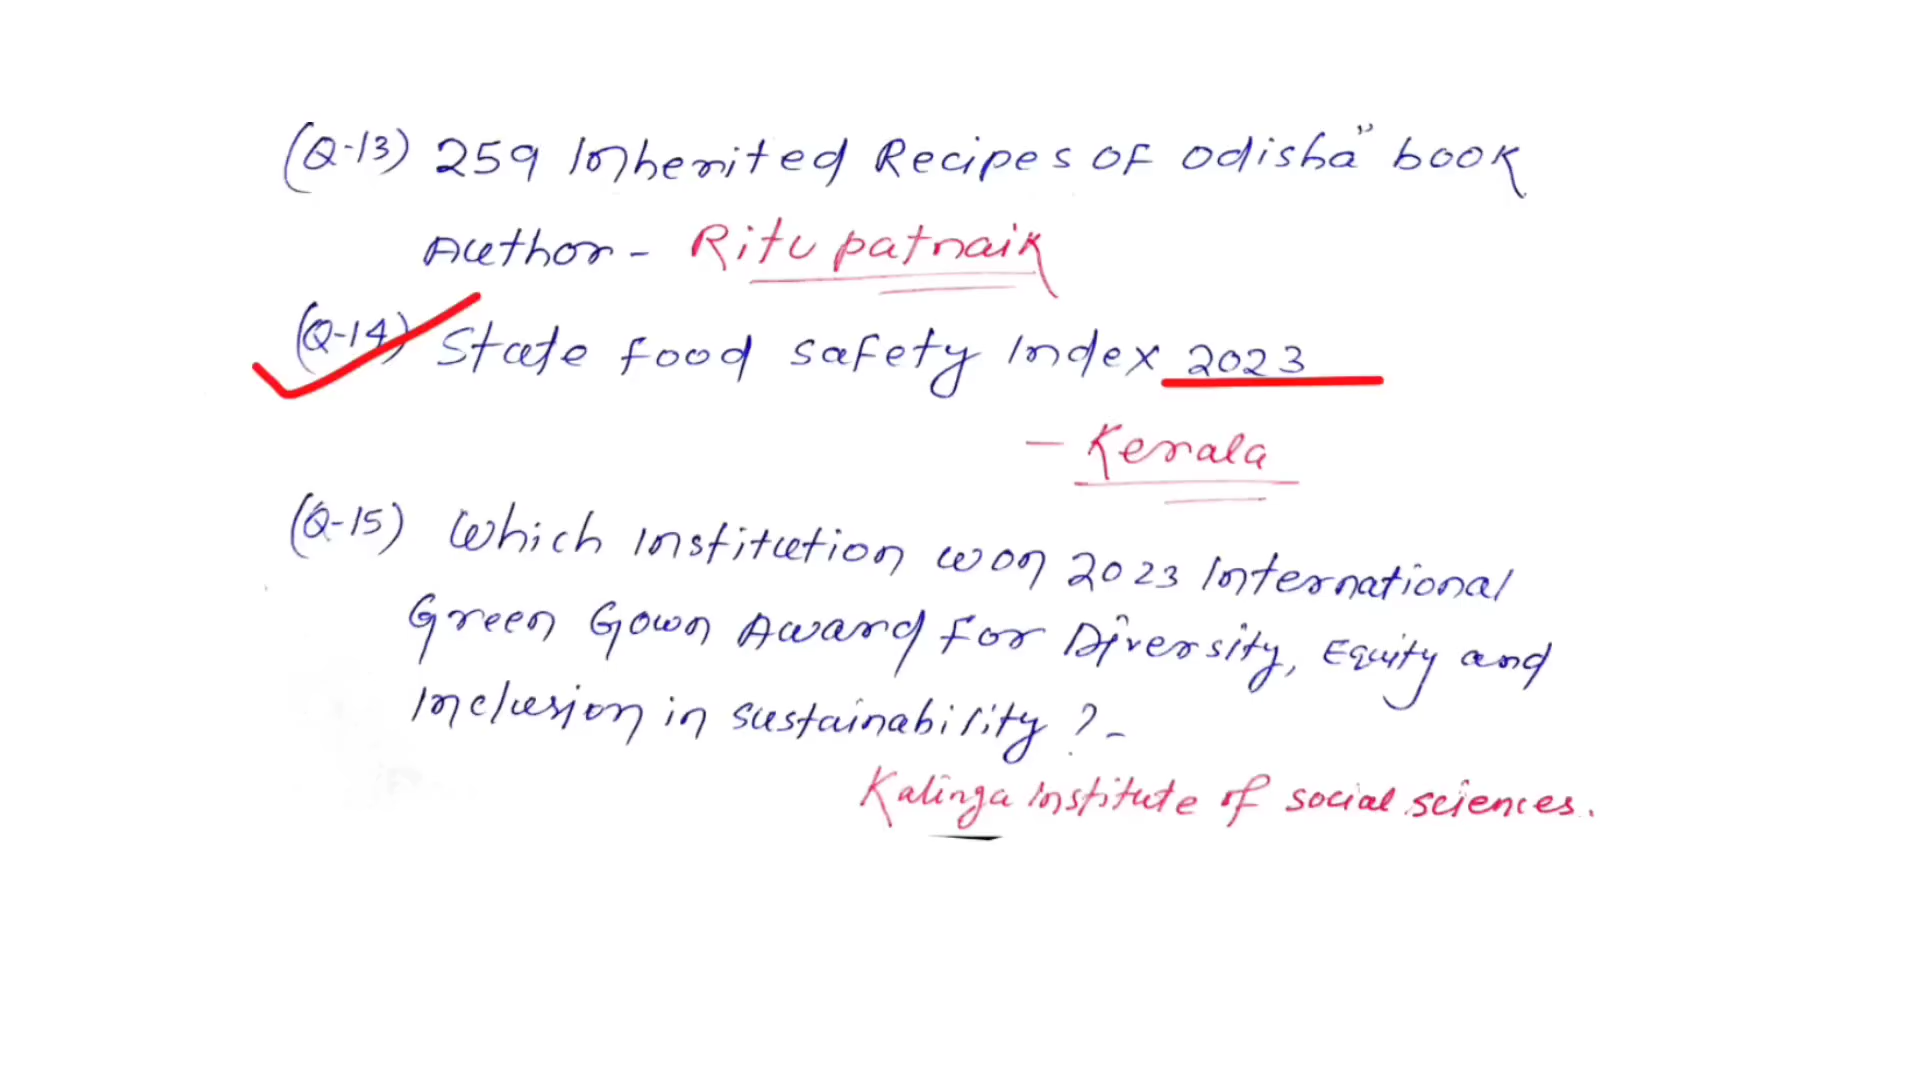 (Q-13) 259 Inherited Recipes OF Odisha" book
Author - Ritu patnaik
(Q-14) State food safety Index 2023
- Kerala
(Q-15) Which Institution won 2023 International
Green Gown Award For Diversity, Equity and
Inclusion in sustainability ? -
Kalinga institute of social sciences.